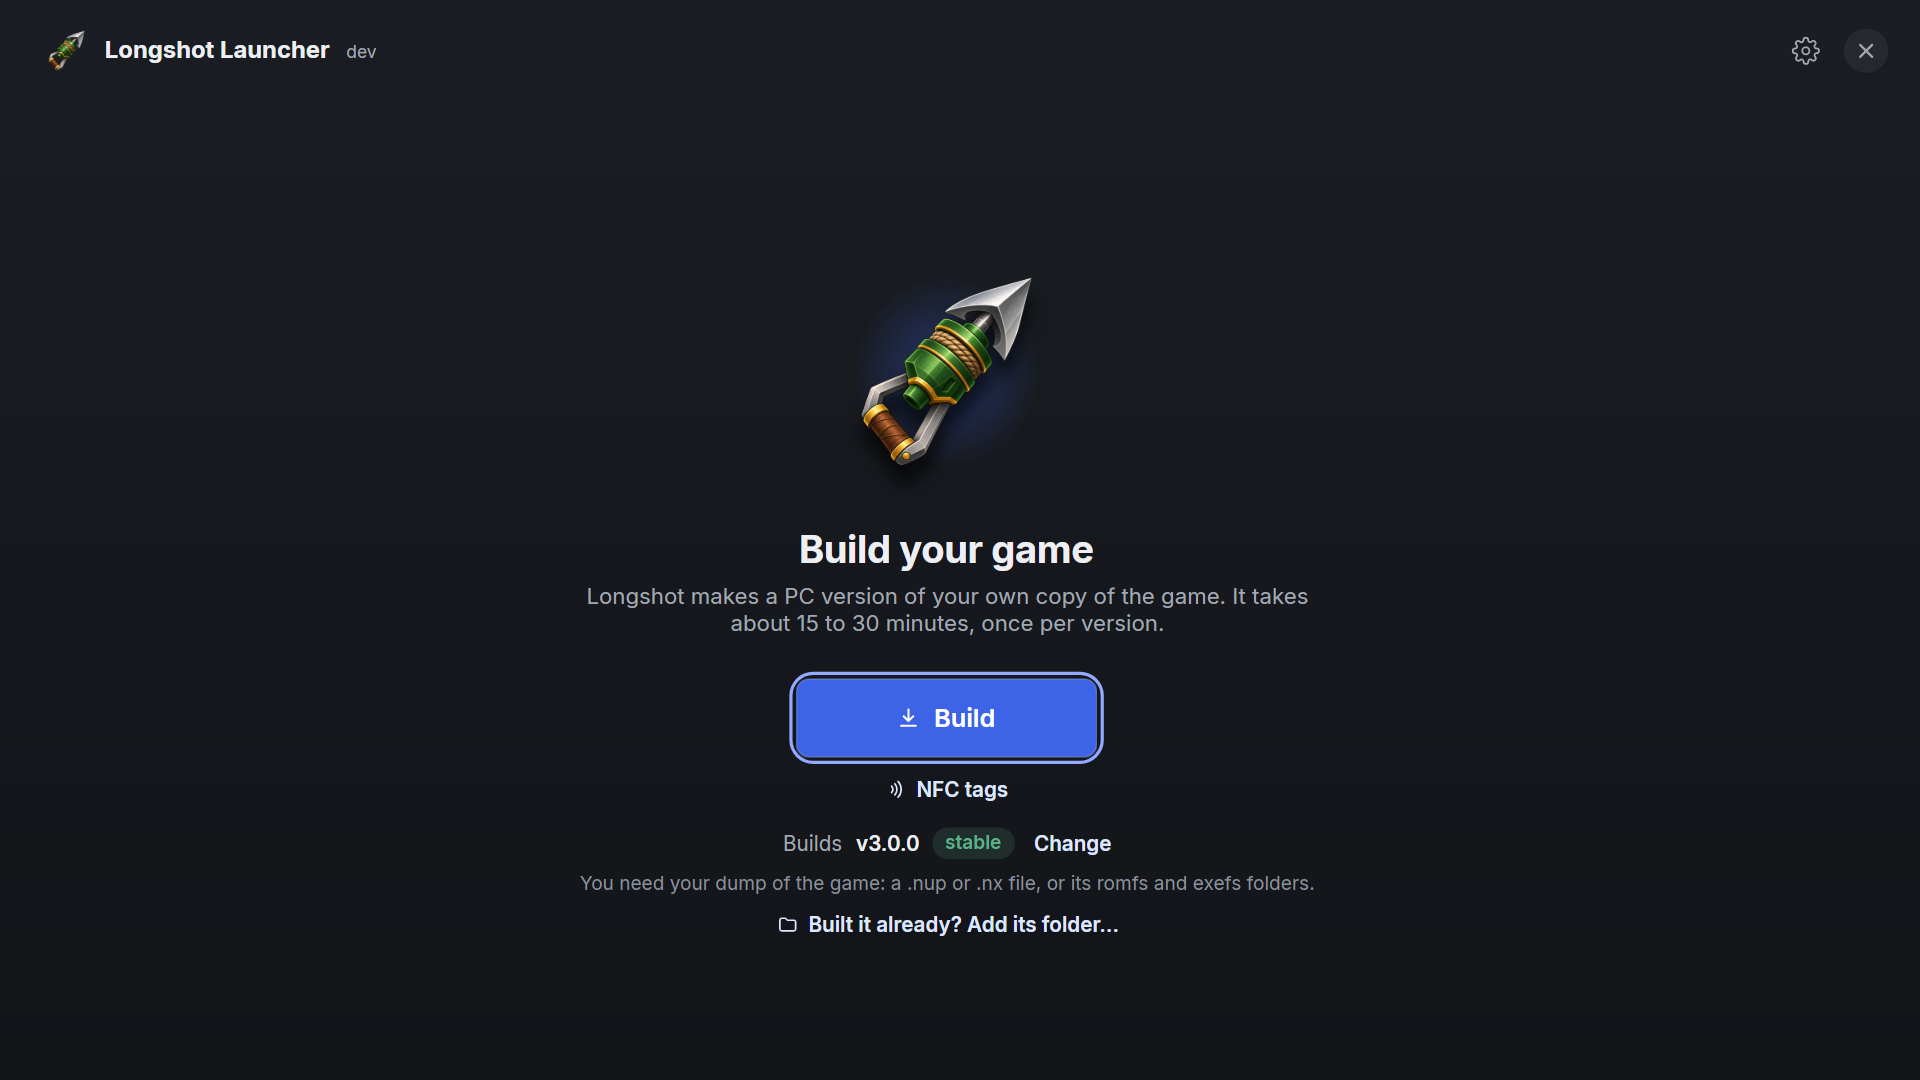 Longshot Launcher dev
Build your game
Longshot makes a PC version of your own copy of the game. It takes
about 15 to 30 minutes, once per version.
Build
NFC tags
Builds v3.0.0 stable Change
You need your dump of the game: a .nup or .nx file, or its romfs and exefs folders.
Built it already? Add its folder...